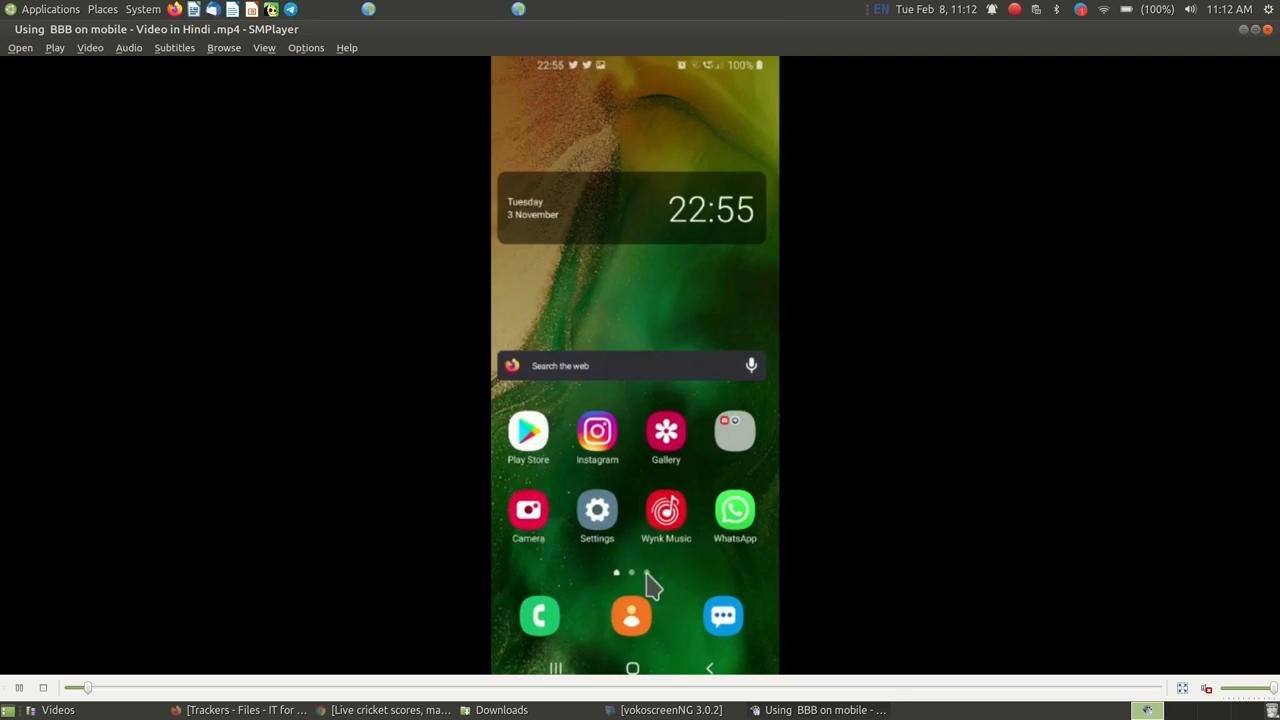 Applications Places System EN Tue Feb 8, 11:12 (100%) 11:12 AM
Using BBB on mobile - Video in Hindi .mp4 - SMPlayer
Open Play Video Audio Subtitles Browse View Options Help
22:55 100%
Tuesday
3 November
22:55
Search the web
Play Store Instagram Gallery
Camera Settings Wynk Music WhatsApp
Videos [Trackers - Files - IT for ... [Live cricket scores, ma... Downloads [vokoscreenNG 3.0.2] Using BBB on mobile - ...